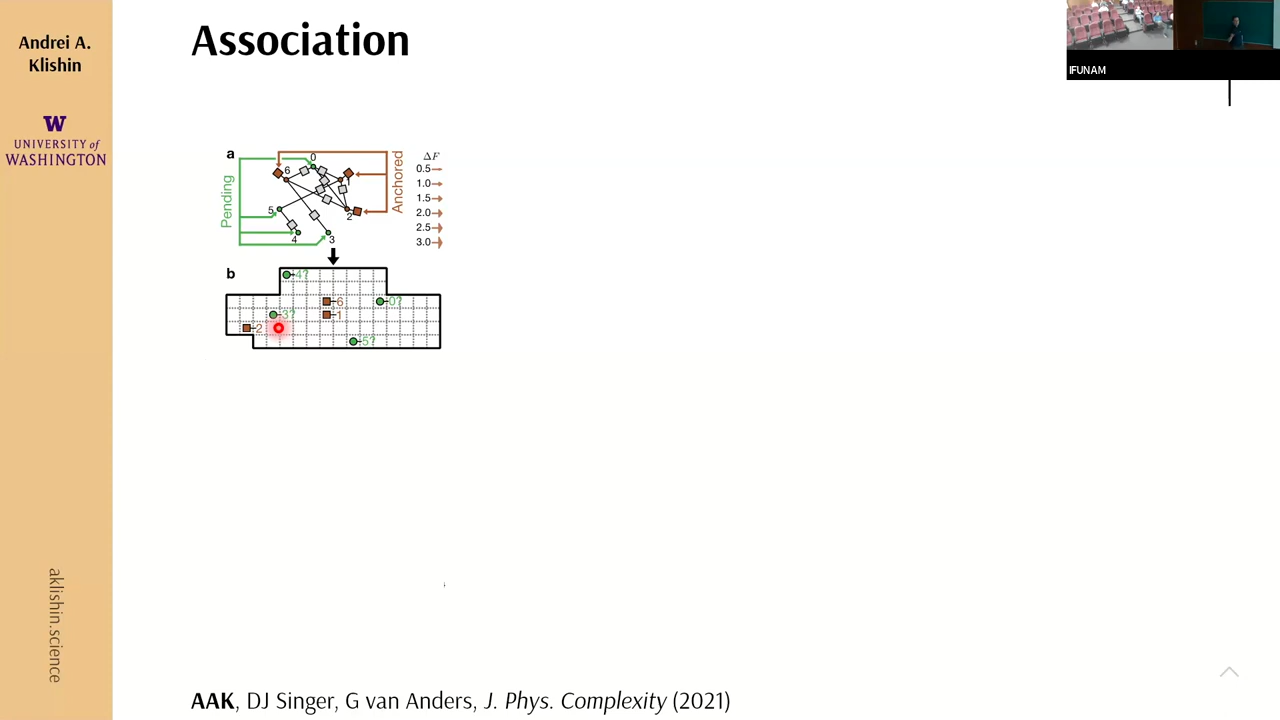 Andrei A.
Klishin
W
UNIVERSITY of
WASHINGTON
aklishin.science
Association
IFUNAM
a
Pending
Anchored
0
6
1
5
2
4
3
ΔF
0.5
1.0
1.5
2.0
2.5
3.0
b
4?
6
0?
3?
1
2
5?
AAK, DJ Singer, G van Anders, J. Phys. Complexity (2021)